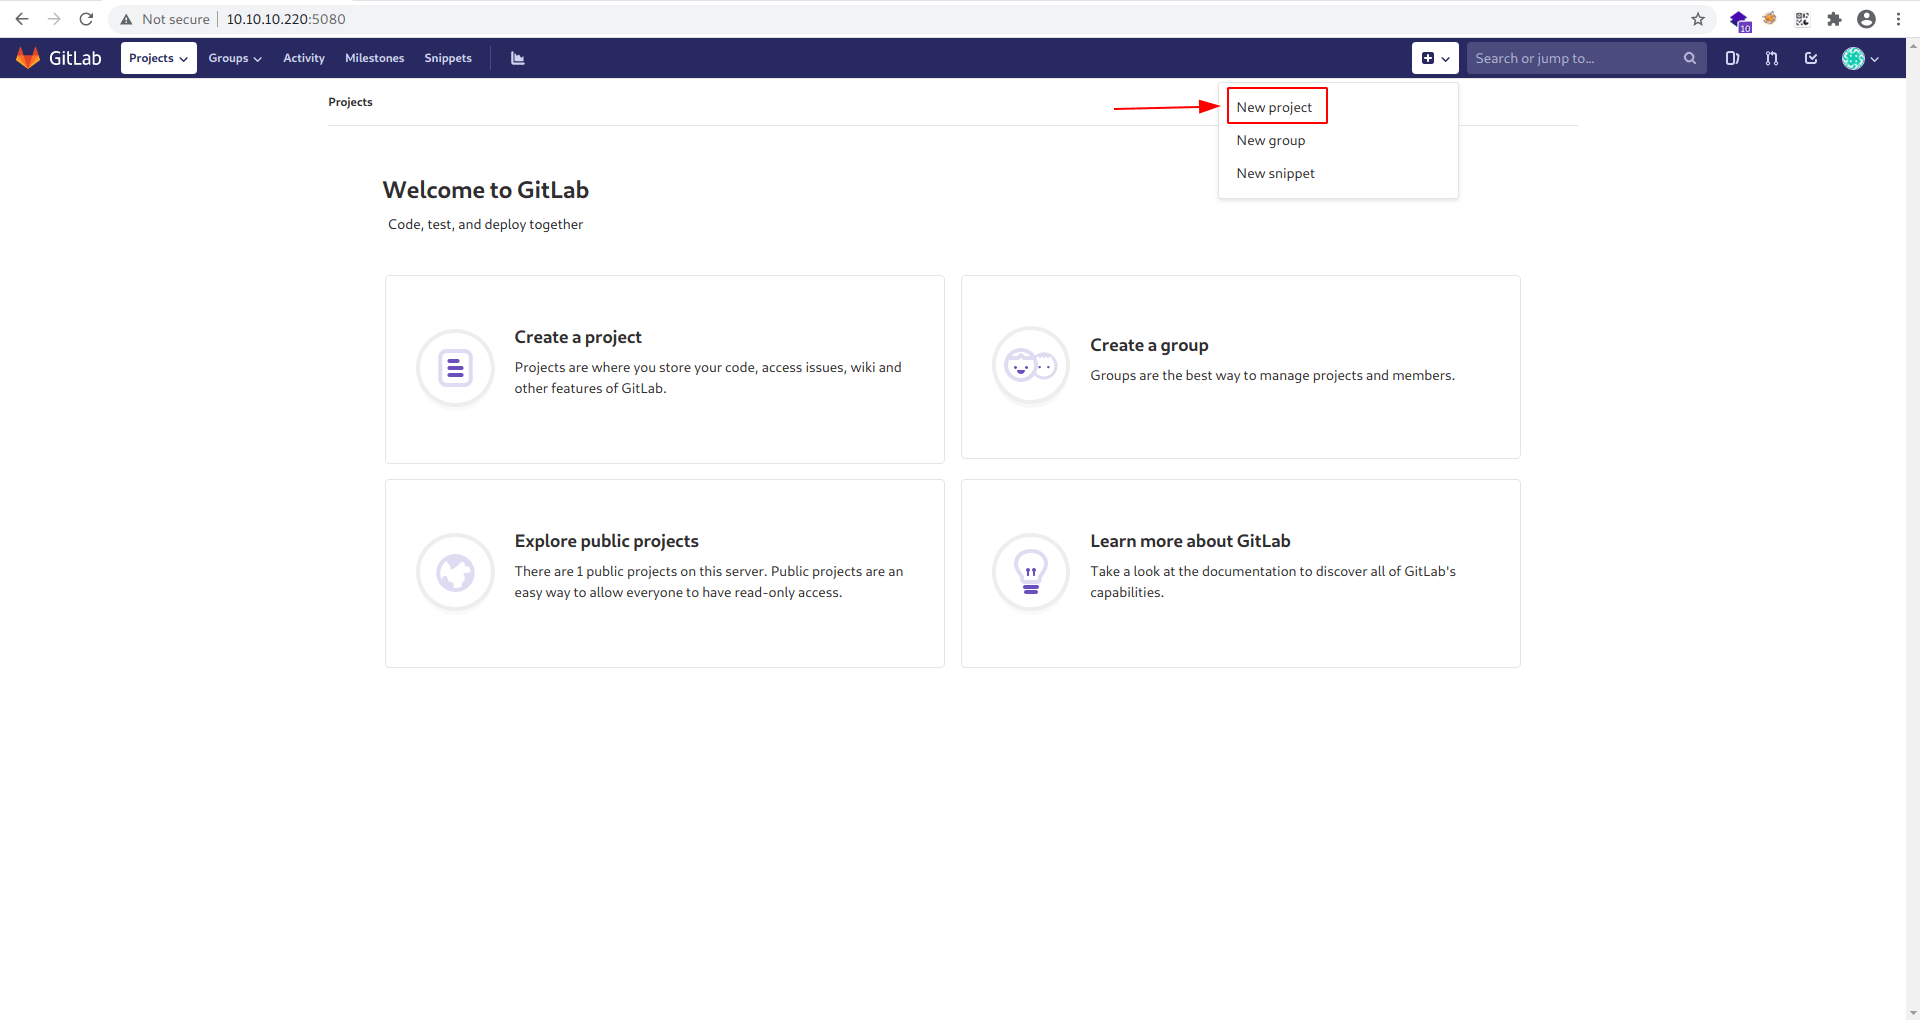 Not secure 10.10.10.220:5080
10
GitLab Projects Groups Activity Milestones Snippets Search or jump to...
Projects
New project
New group
New snippet
Welcome to GitLab
Code, test, and deploy together
Create a project
Projects are where you store your code, access issues, wiki and
other features of GitLab.
Create a group
Groups are the best way to manage projects and members.
Explore public projects
There are 1 public projects on this server. Public projects are an
easy way to allow everyone to have read-only access.
Learn more about GitLab
Take a look at the documentation to discover all of GitLab's
capabilities.